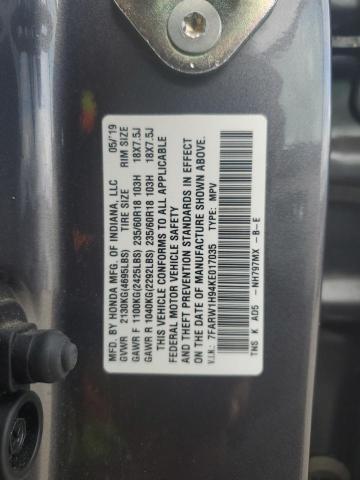 MFD. BY HONDA MFG. OF INDIANA, LLC 05/'19
GVWR 2130KG(4695LBS) TIRE SIZE RIM SIZE
GAWR F 1100KG(2425LBS) 235/60R18 103H 18X7.5J
GAWR R 1040KG(2292LBS) 235/60R18 103H 18X7.5J
THIS VEHICLE CONFORMS TO ALL APPLICABLE
FEDERAL MOTOR VEHICLE SAFETY
AND THEFT PREVENTION STANDARDS IN EFFECT
ON THE DATE OF MANUFACTURE SHOWN ABOVE.
V.I.N.: 7FARW1H94KE017035 TYPE: MPV
TNS K AD5 -NH797MX -B-E